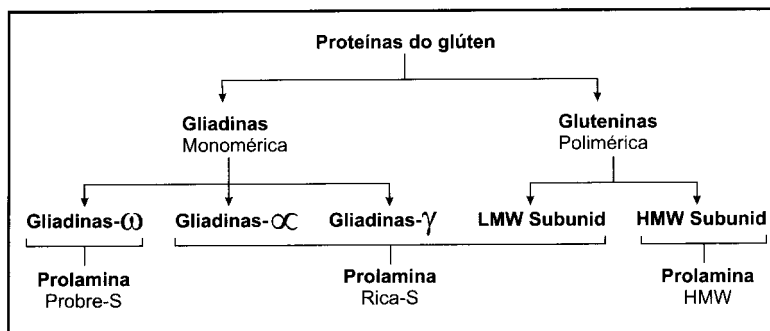 Proteínas do glúten
Gliadinas
Monomérica
Gluteninas
Polimérica
Gliadinas-ω Gliadinas-∝ Gliadinas-γ LMW Subunid HMW Subunid
Prolamina
Probre-S
Prolamina
Rica-S
Prolamina
HMW